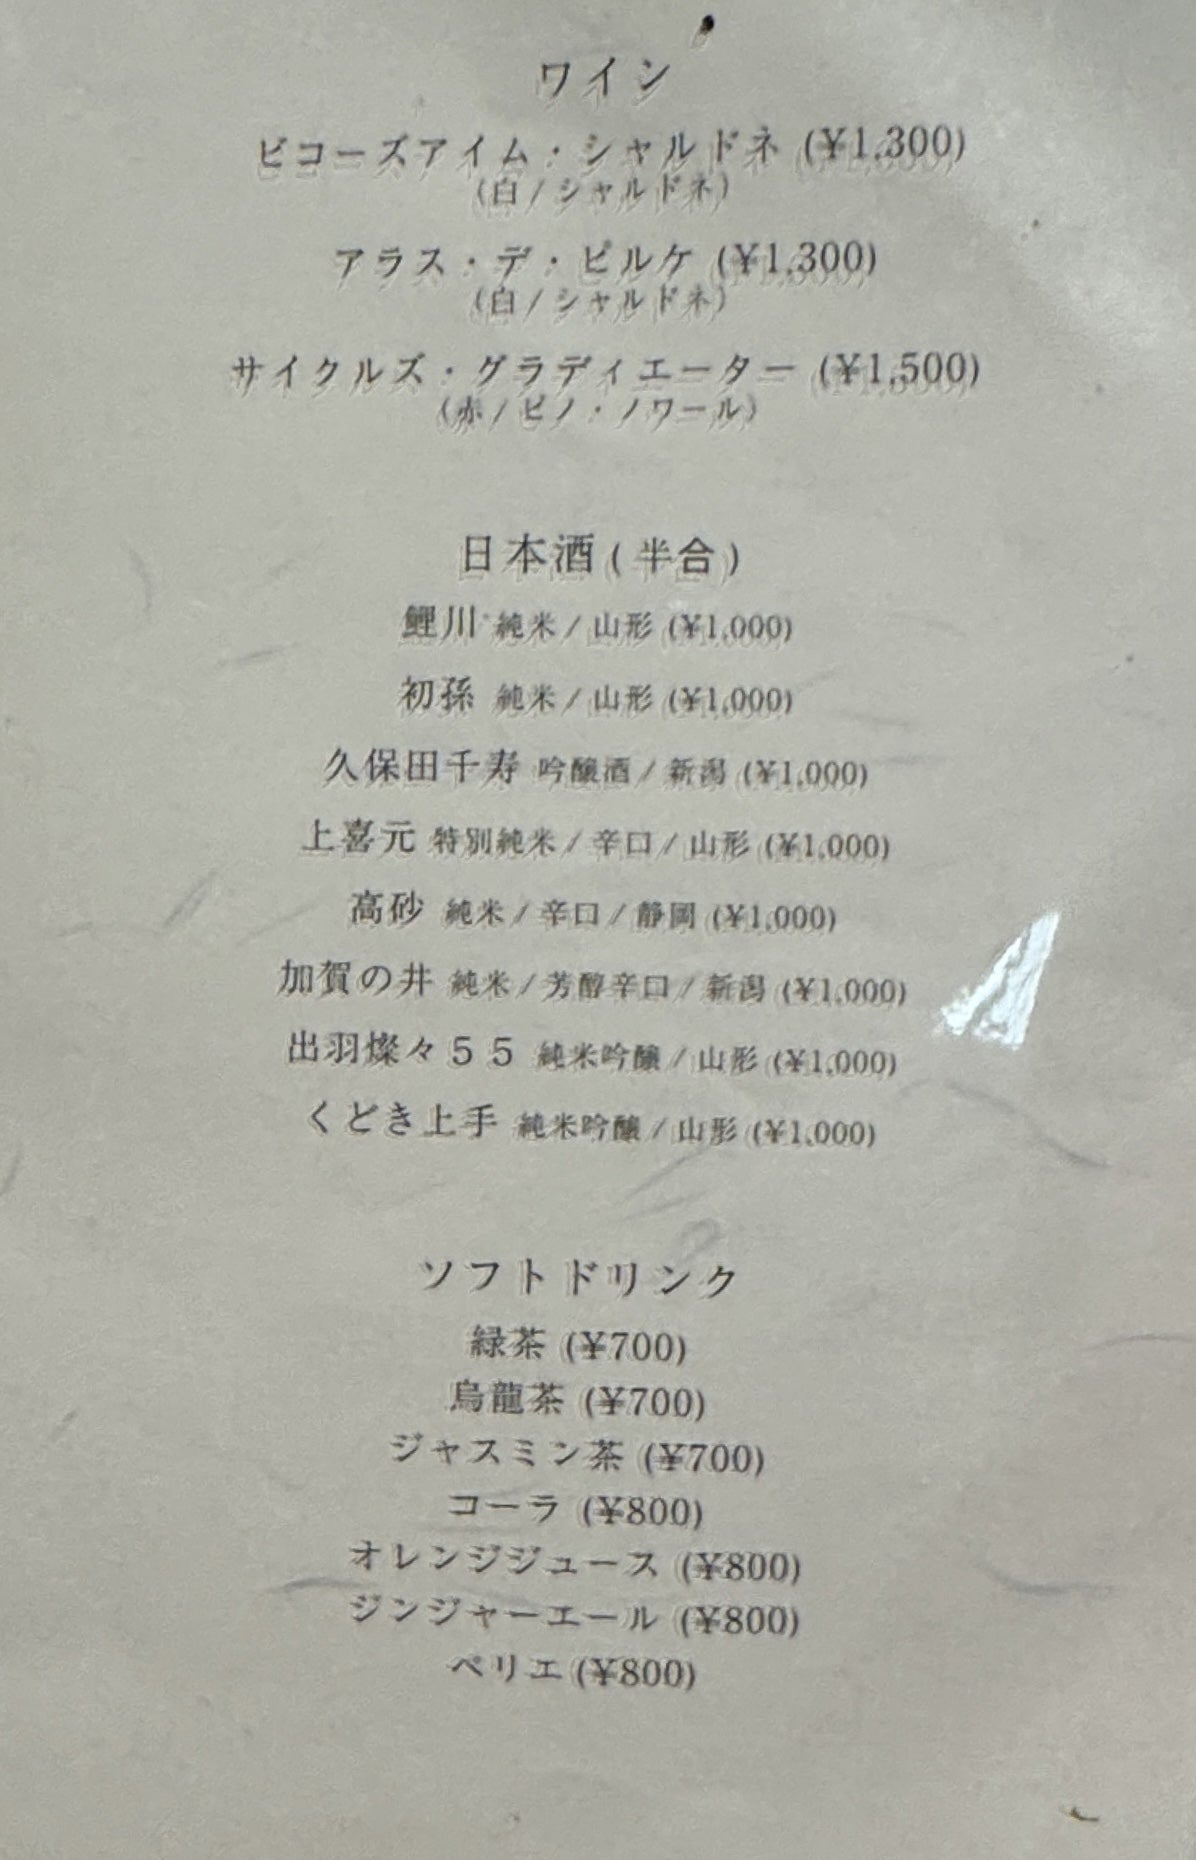 ワイン
ビコーズアイム・シャルドネ (¥1,300)
(白/シャルドネ)
アラス・デ・ピルケ (¥1,300)
(白/シャルドネ)
サイクルズ・グラディエーター (¥1,500)
(赤/ピノ・ノワール)
日本酒(半合)
鯉川 純米/山形 (¥1,000)
初孫 純米/山形 (¥1,000)
久保田千寿 吟醸酒/新潟 (¥1,000)
上喜元 特別純米/辛口/山形 (¥1,000)
高砂 純米/辛口/静岡 (¥1,000)
加賀の井 純米/芳醇辛口/新潟 (¥1,000)
出羽燦々55 純米吟醸/山形 (¥1,000)
くどき上手 純米吟醸/山形 (¥1,000)
ソフトドリンク
緑茶 (¥700)
烏龍茶 (¥700)
ジャスミン茶 (¥700)
コーラ (¥800)
オレンジジュース (¥800)
ジンジャーエール (¥800)
ペリエ (¥800)